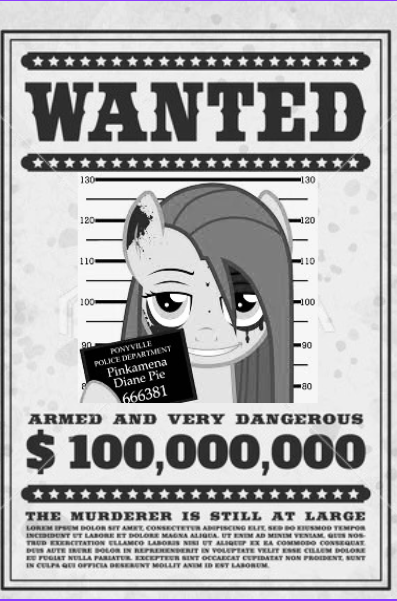 WANTED
130 130
120 120
110 110
100 100
90 90
80 80
PONYVILLE
POLICE DEPARTMENT
Pinkamena
Diane Pie
666381
ARMED AND VERY DANGEROUS
$ 100,000,000
THE MURDERER IS STILL AT LARGE
LOREM IPSUM DOLOR SIT AMET, CONSECTETUR ADIPISCING ELIT, SED DO EIUSMOD TEMPOR
INCIDIDUNT UT LABORE ET DOLORE MAGNA ALIQUA. UT ENIM AD MINIM VENIAM, QUIS NOS-
TRUD EXERCITATION ULLAMCO LABORIS NISI UT ALIQUIP EX EA COMMODO CONSEQUAT.
DUIS AUTE IRURE DOLOR IN REPREHENDERIT IN VOLUPTATE VELIT ESSE CILLUM DOLORE
EU FUGIAT NULLA PARIATUR. EXCEPTEUR SINT OCCAECAT CUPIDATAT NON PROIDENT, SUNT
IN CULPA QUI OFFICIA DESERUNT MOLLIT ANIM ID EST LABORUM.